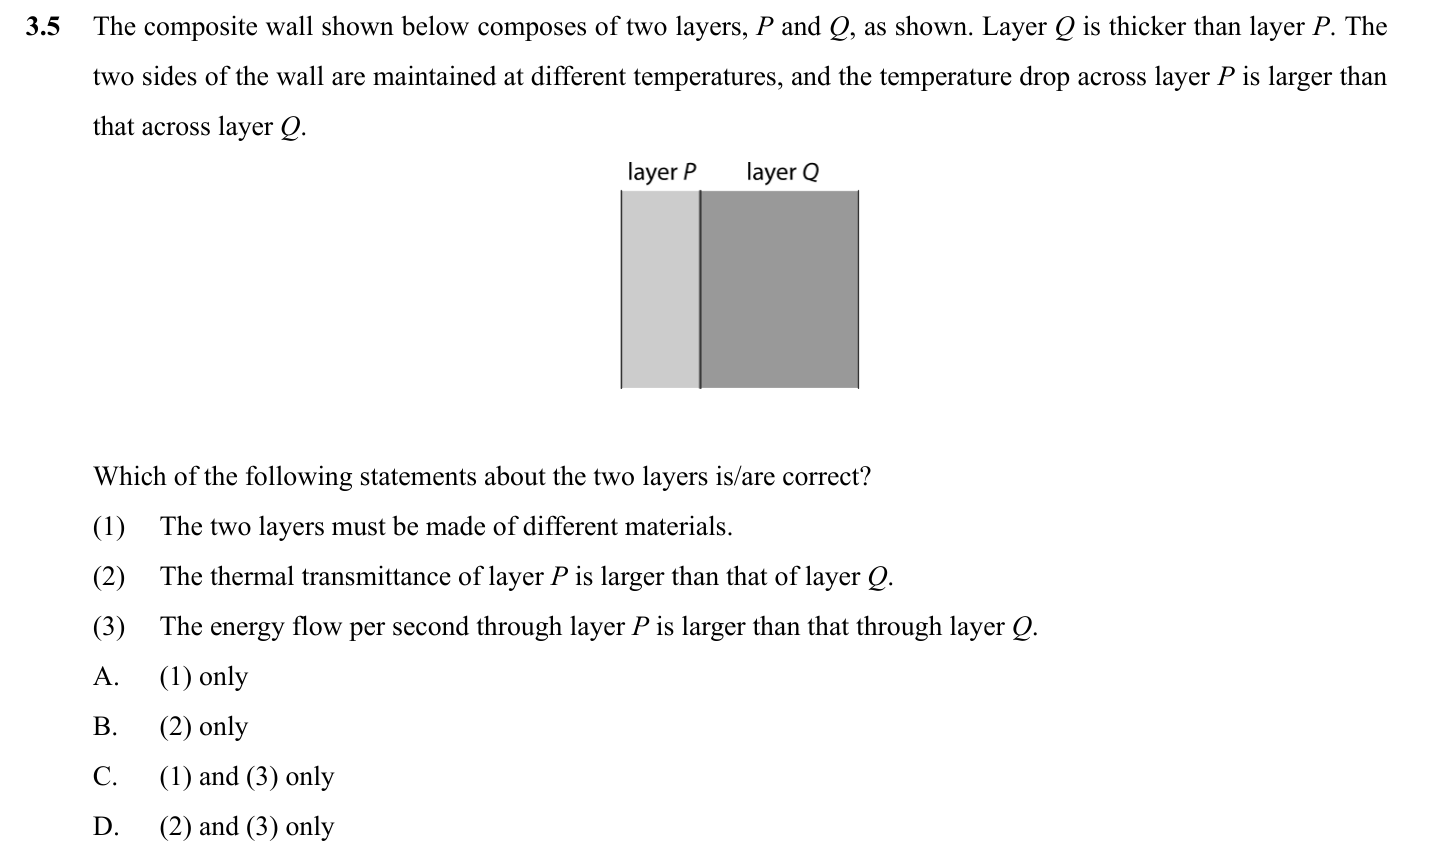 3.5 The composite wall shown below composes of two layers, P and Q, as shown. Layer Q is thicker than layer P. The
two sides of the wall are maintained at different temperatures, and the temperature drop across layer P is larger than
that across layer Q.
layer P layer Q
Which of the following statements about the two layers is/are correct?
(1) The two layers must be made of different materials.
(2) The thermal transmittance of layer P is larger than that of layer Q.
(3) The energy flow per second through layer P is larger than that through layer Q.
A. (1) only
B. (2) only
C. (1) and (3) only
D. (2) and (3) only